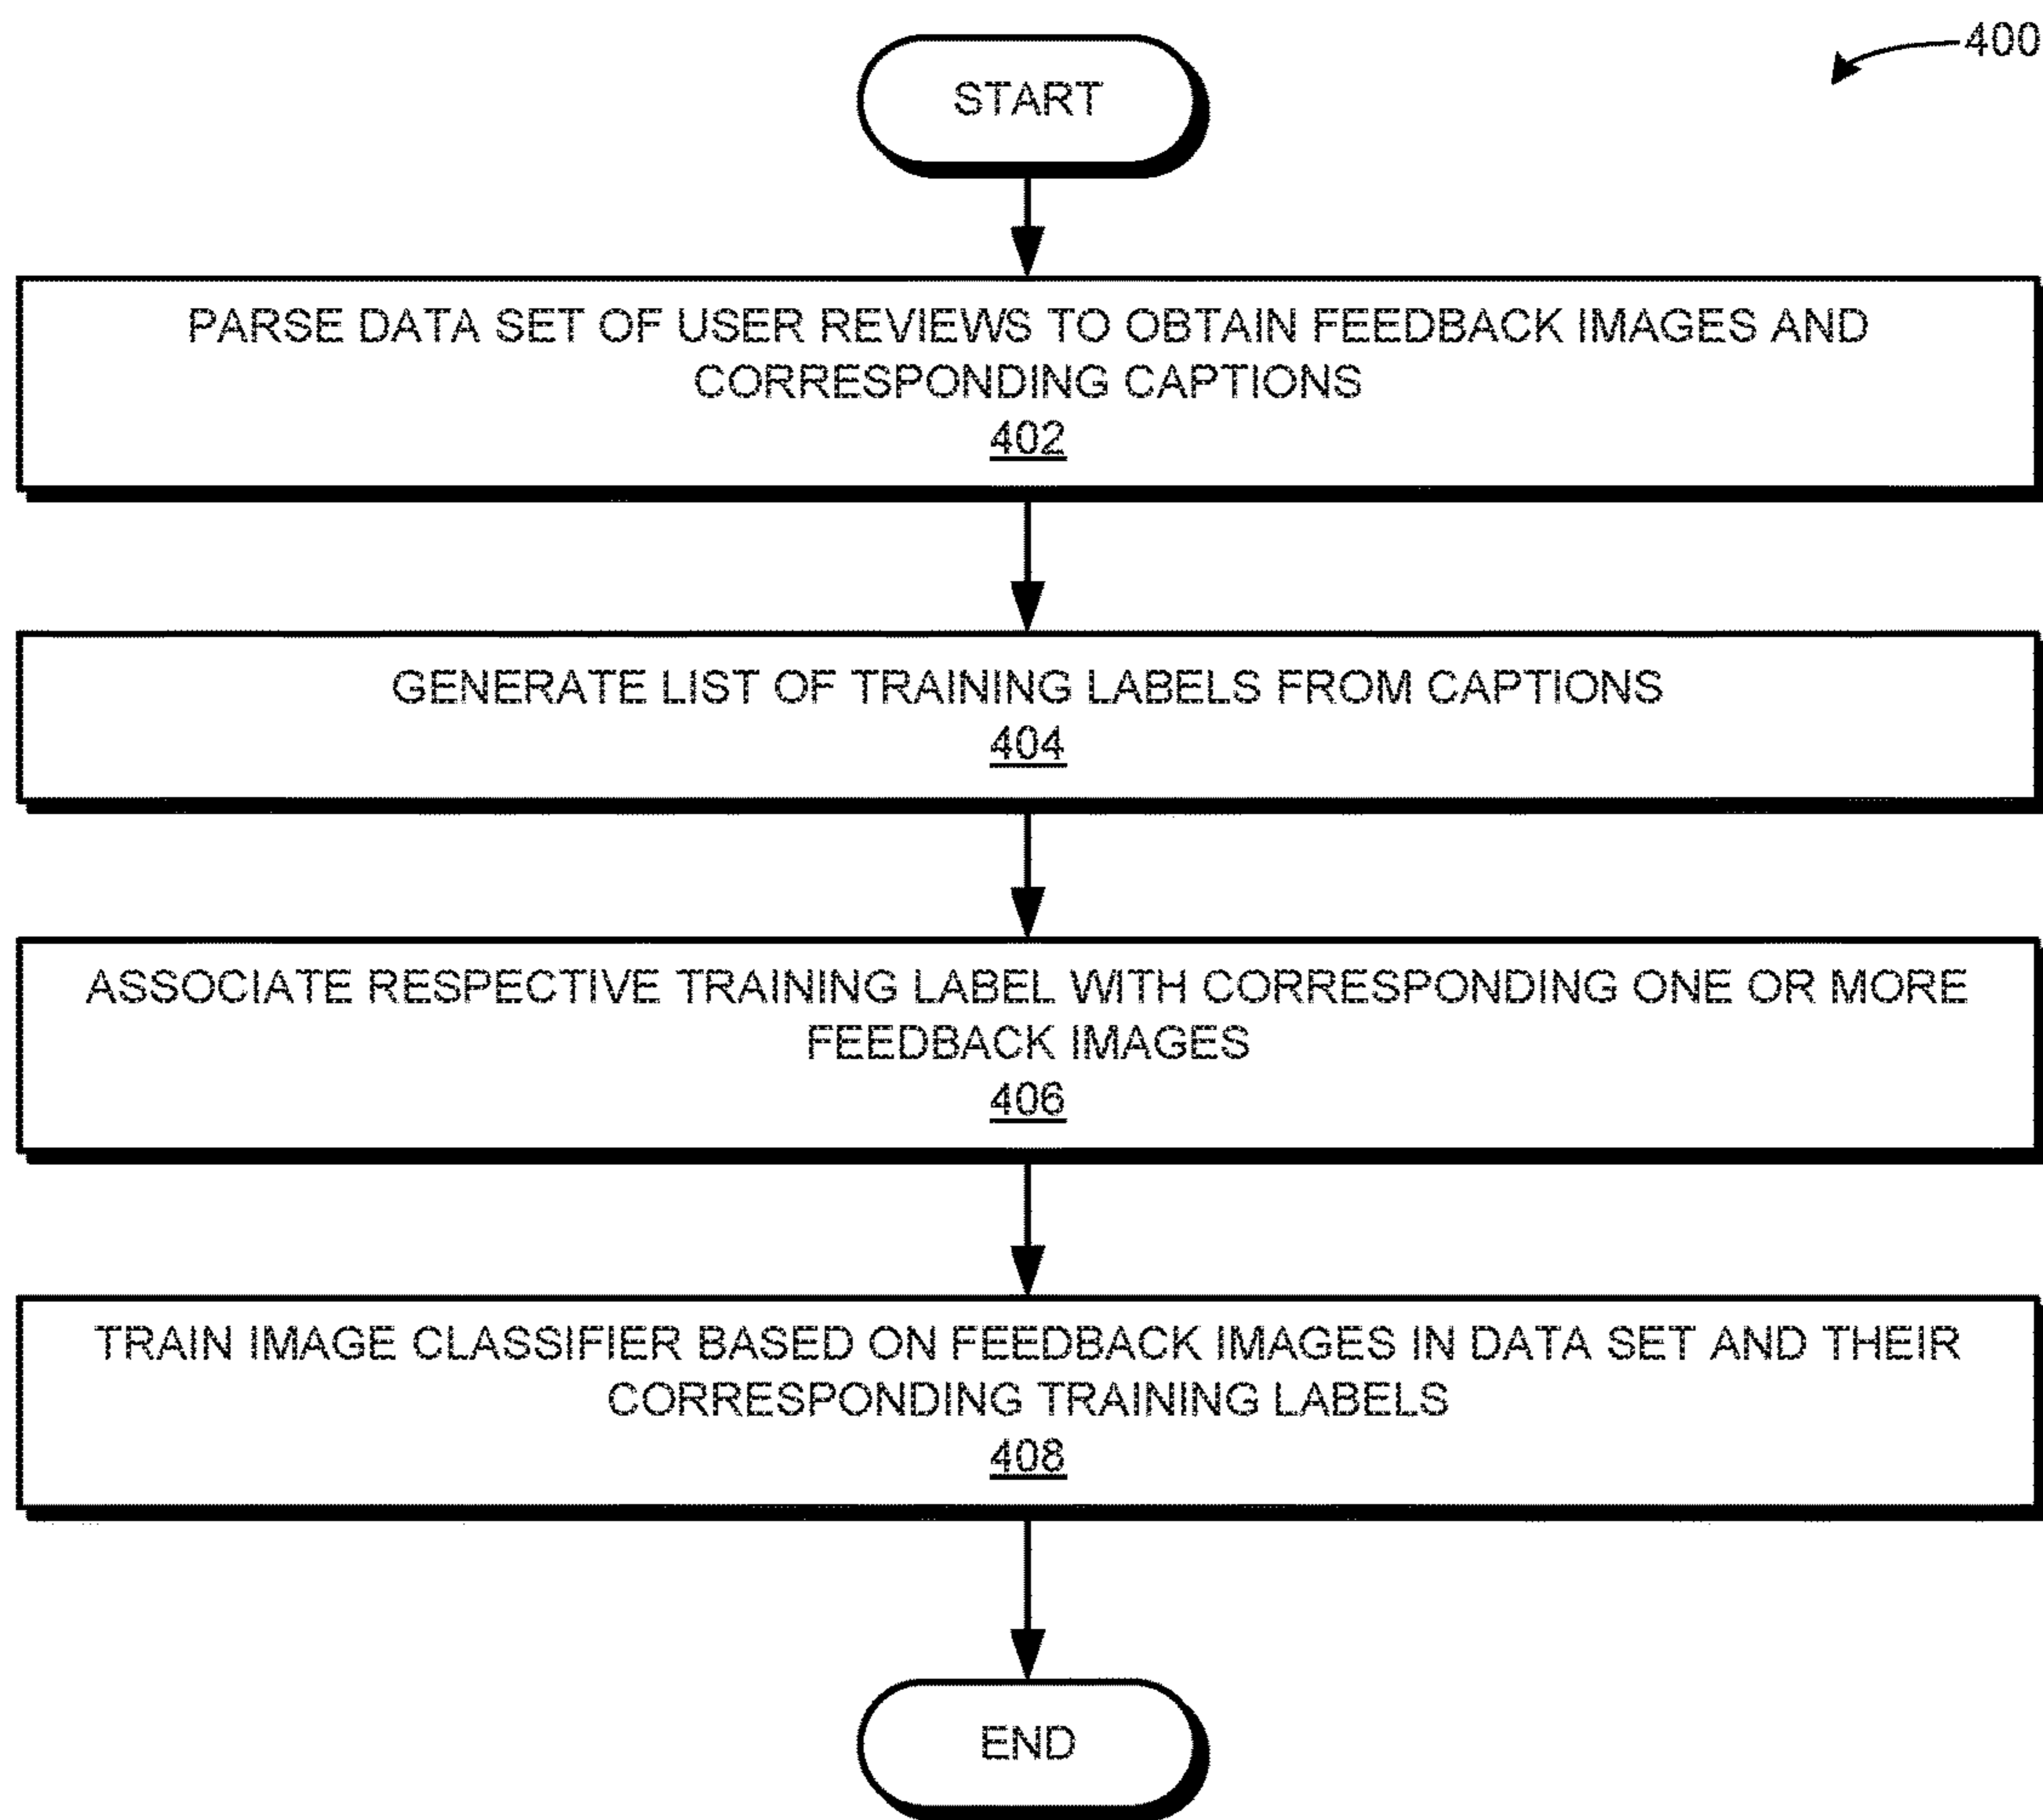 400
START
PARSE DATA SET OF USER REVIEWS TO OBTAIN FEEDBACK IMAGES AND
CORRESPONDING CAPTIONS
402
GENERATE LIST OF TRAINING LABELS FROM CAPTIONS
404
ASSOCIATE RESPECTIVE TRAINING LABEL WITH CORRESPONDING ONE OR MORE
FEEDBACK IMAGES
406
TRAIN IMAGE CLASSIFIER BASED ON FEEDBACK IMAGES IN DATA SET AND THEIR
CORRESPONDING TRAINING LABELS
408
END